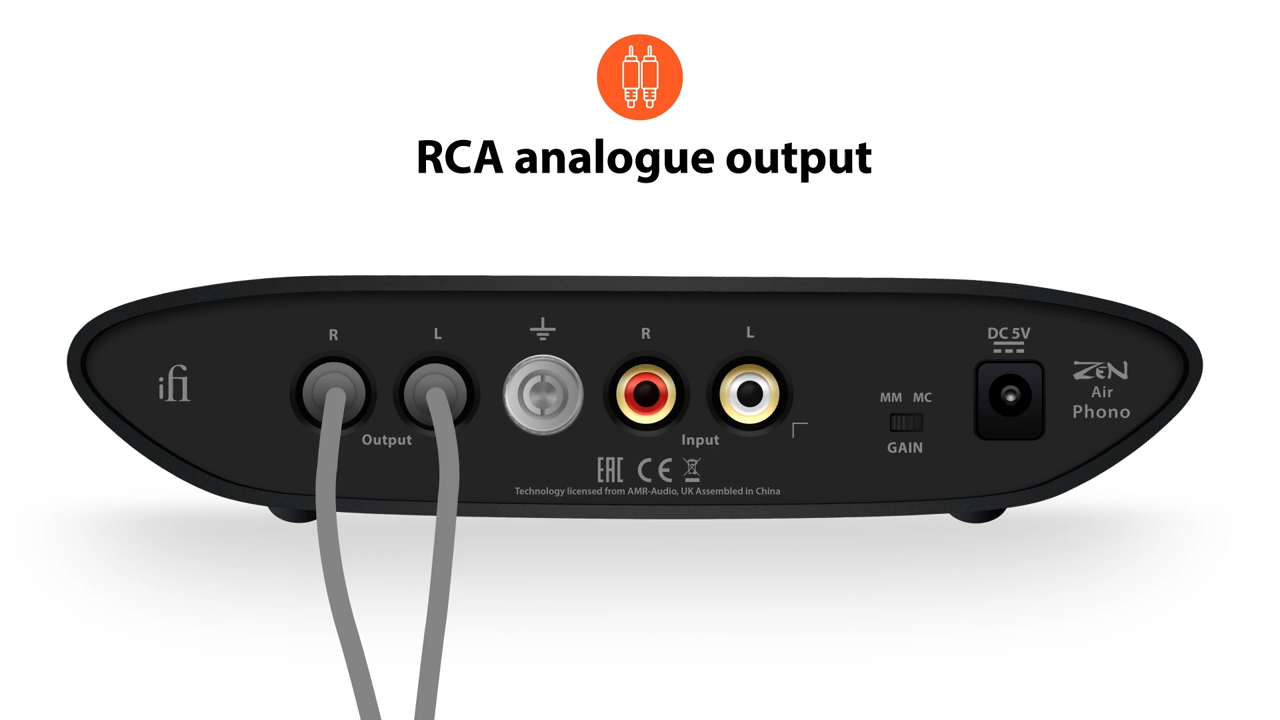 RCA analogue output
R L R L DC 5V
ifi
ZEN
Air
Phono
MM MC
GAIN
Output Input
EAC CE
Technology licensed from AMR-Audio, UK Assembled in China